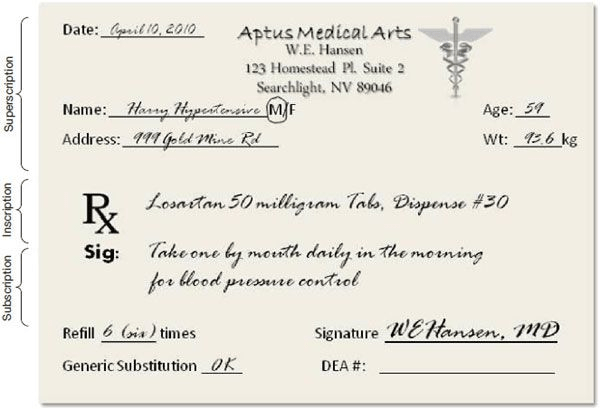 Superscription
Inscription
Subscription
Date: April 10, 2010
Aptus Medical Arts
W.E. Hansen
123 Homestead Pl. Suite 2
Searchlight, NV 89046
Name: Harry Hypertensive M/F Age: 59
Address: 999 Gold Mine Rd Wt: 93.6 kg
Rx Losartan 50 milligram Tabs, Dispense #30
Sig: Take one by mouth daily in the morning
for blood pressure control
Refill 6 (six) times Signature WEHansen, MD
Generic Substitution OK DEA #: